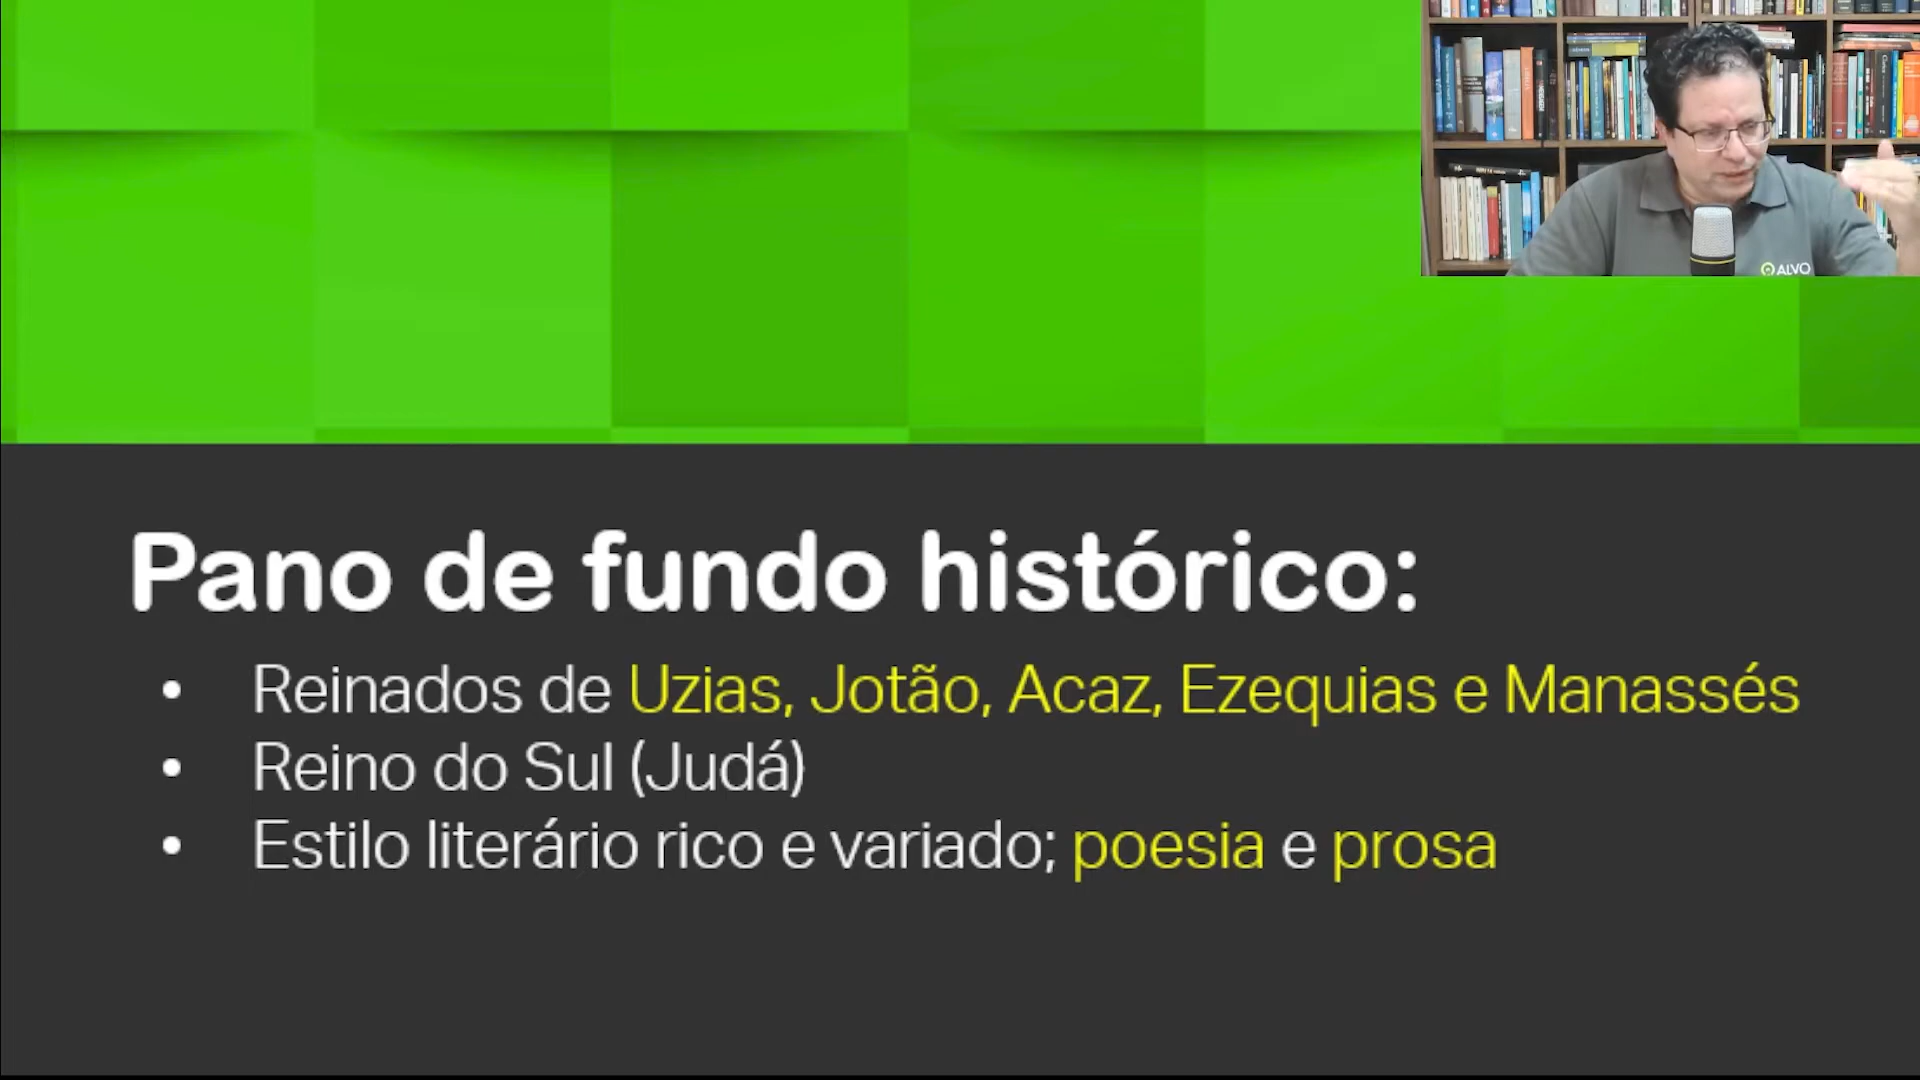 ALVO
Pano de fundo histórico:
• Reinados de Uzias, Jotão, Acaz, Ezequias e Manassés
• Reino do Sul (Judá)
• Estilo literário rico e variado; poesia e prosa